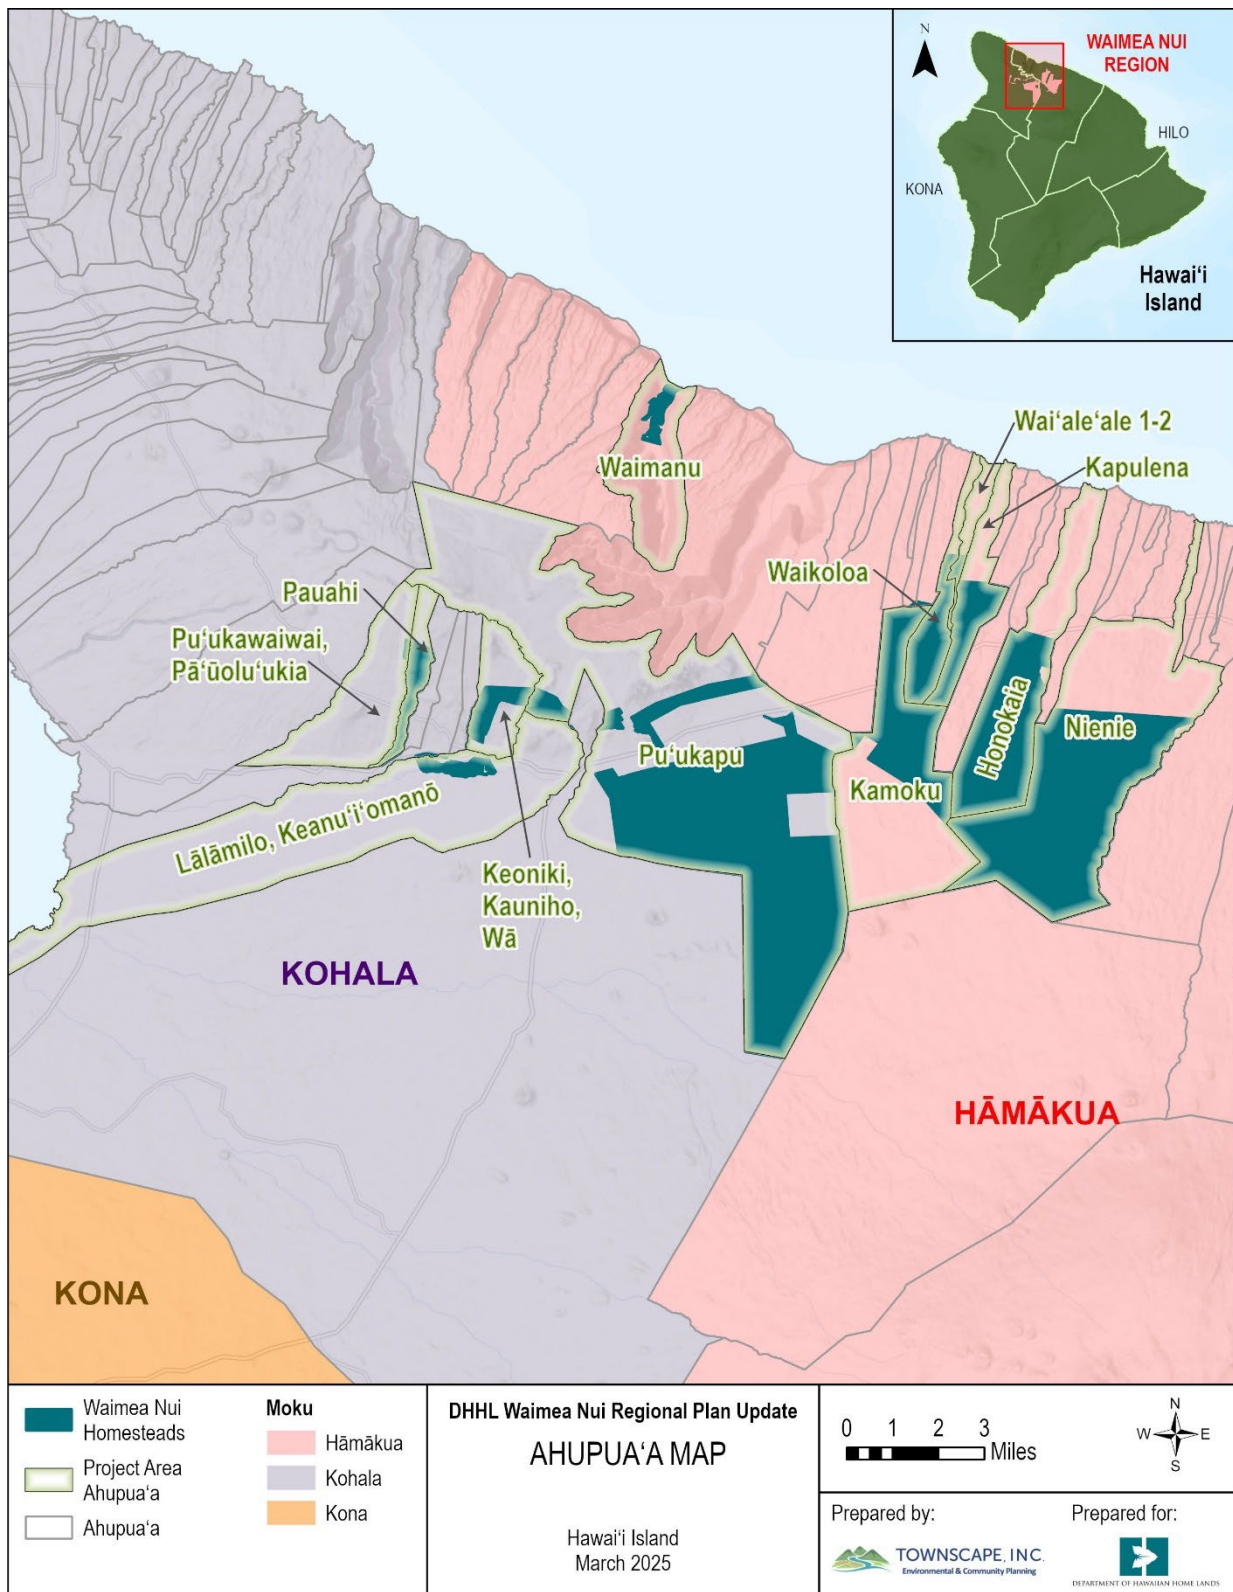 N
WAIMEA NUI
REGION
HILO
KONA
Hawai‘i
Island
Wai‘ale‘ale 1-2
Kapulena
Waimanu
Waikoloa
Pauahi
Pu‘ukawaiwai,
Pā‘ūolu‘ukia
Honokaia
Nienie
Pu‘ukapu
Kamoku
Lālāmilo, Keanu‘i‘omanō
Keoniki,
Kauniho,
Wā
KOHALA
HĀMĀKUA
KONA
Waimea Nui
Homesteads
Project Area
Ahupua‘a
Ahupua‘a
Moku
Hāmākua
Kohala
Kona
DHHL Waimea Nui Regional Plan Update
AHUPUA‘A MAP
Hawai‘i Island
March 2025
0 1 2 3
Miles
N
W E
S
Prepared by:
TOWNSCAPE, INC.
Environmental & Community Planning
Prepared for:
DEPARTMENT OF HAWAIIAN HOME LANDS